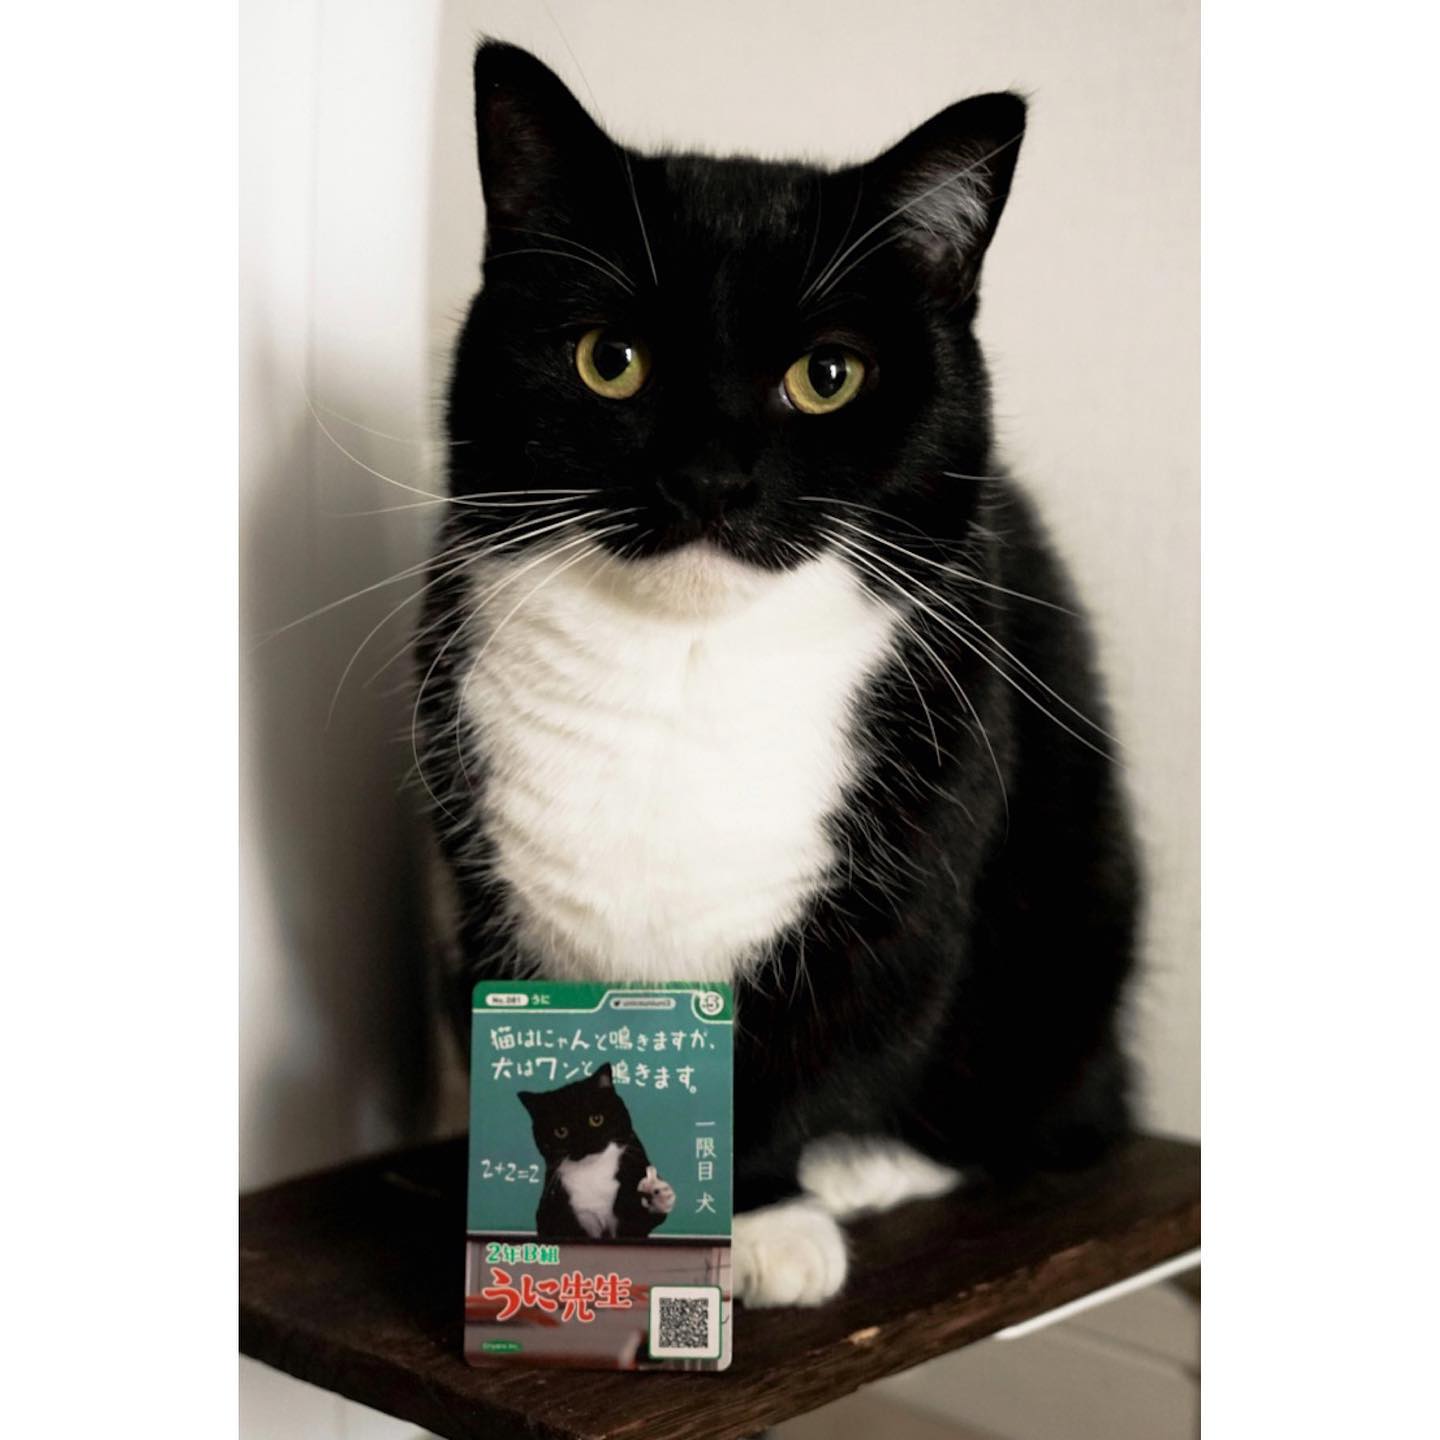 No.081 うに
unicouniuni3
猫はにゃんと鳴きますが、
犬はワンと鳴きます。
一限目 犬
2+2=2
2年B組
うに先生